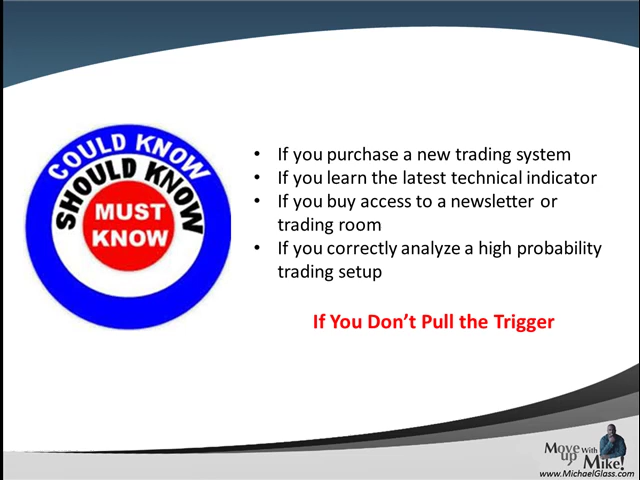 COULD KNOW
SHOULD KNOW
MUST
KNOW
• If you purchase a new trading system
• If you learn the latest technical indicator
• If you buy access to a newsletter or
trading room
• If you correctly analyze a high probability
trading setup
If You Don't Pull the Trigger
Move With
up Mike!
www.MichaelGlass.com